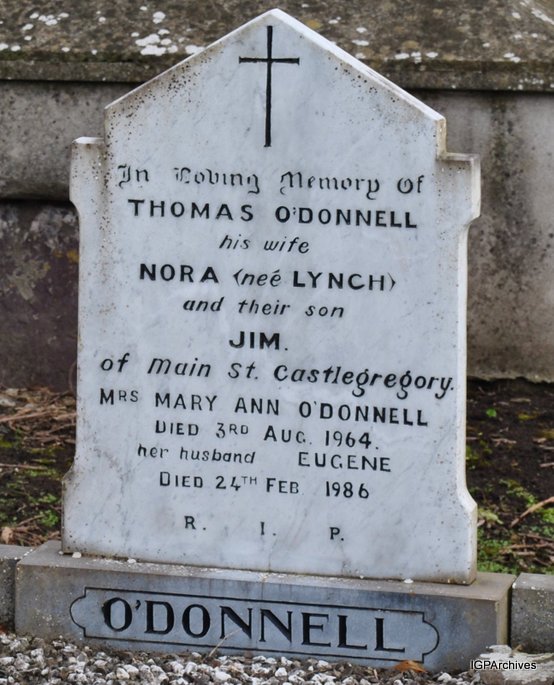 In Loving Memory Of
THOMAS O'DONNELL
his wife
NORA (neé LYNCH)
and their son
JIM.
of Main St. Castlegregory.
MRS MARY ANN O'DONNELL
DIED 3RD AUG. 1964.
her husband EUGENE
DIED 24TH FEB 1986
R. I. P.
O'DONNELL
IGPArchives